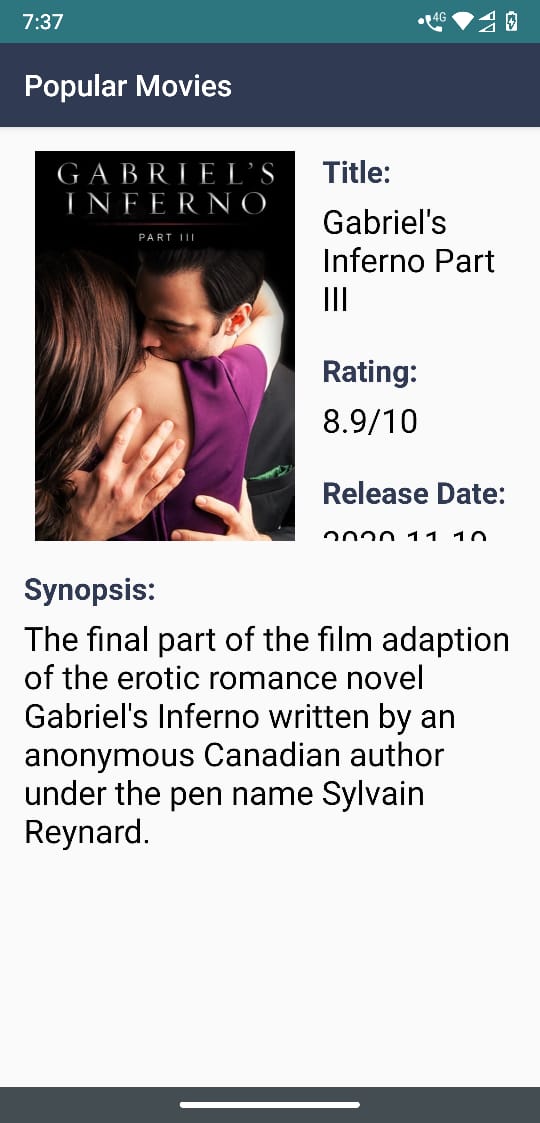 7:37
4G
Popular Movies
GABRIEL'S
INFERNO
PART III
Title:
Gabriel's
Inferno Part
III
Rating:
8.9/10
Release Date:
Synopsis:
The final part of the film adaption
of the erotic romance novel
Gabriel's Inferno written by an
anonymous Canadian author
under the pen name Sylvain
Reynard.